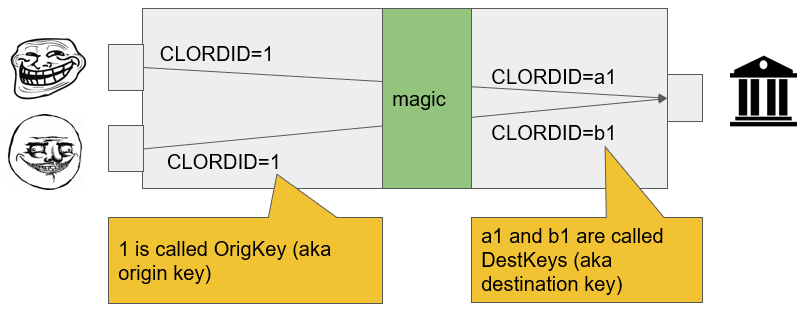 CLORDID=1
CLORDID=a1
magic
CLORDID=b1
CLORDID=1
1 is called OrigKey (aka
origin key)
a1 and b1 are called
DestKeys (aka
destination key)